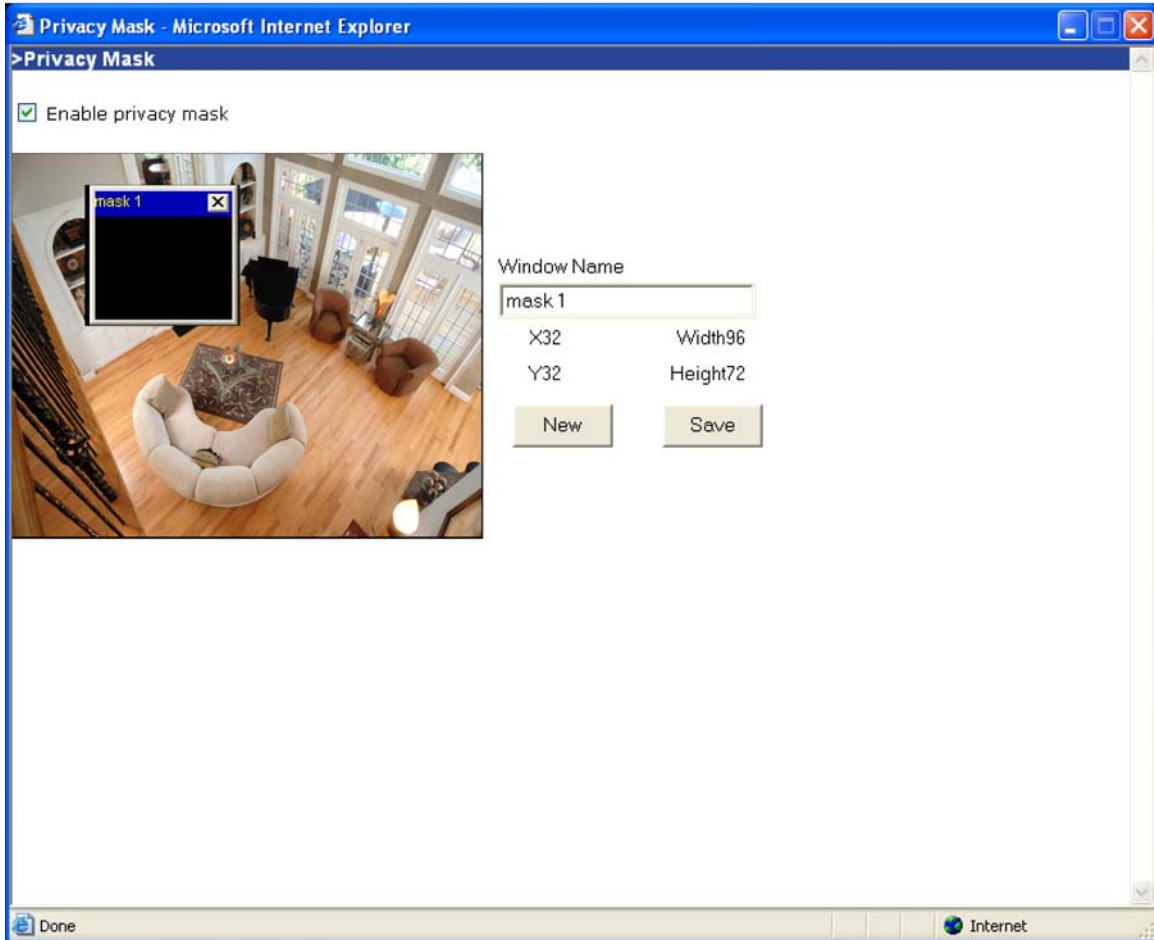 Privacy Mask - Microsoft Internet Explorer
>Privacy Mask
Enable privacy mask
mask 1
Window Name
mask 1
X32 Width96
Y32 Height72
New Save
Done Internet